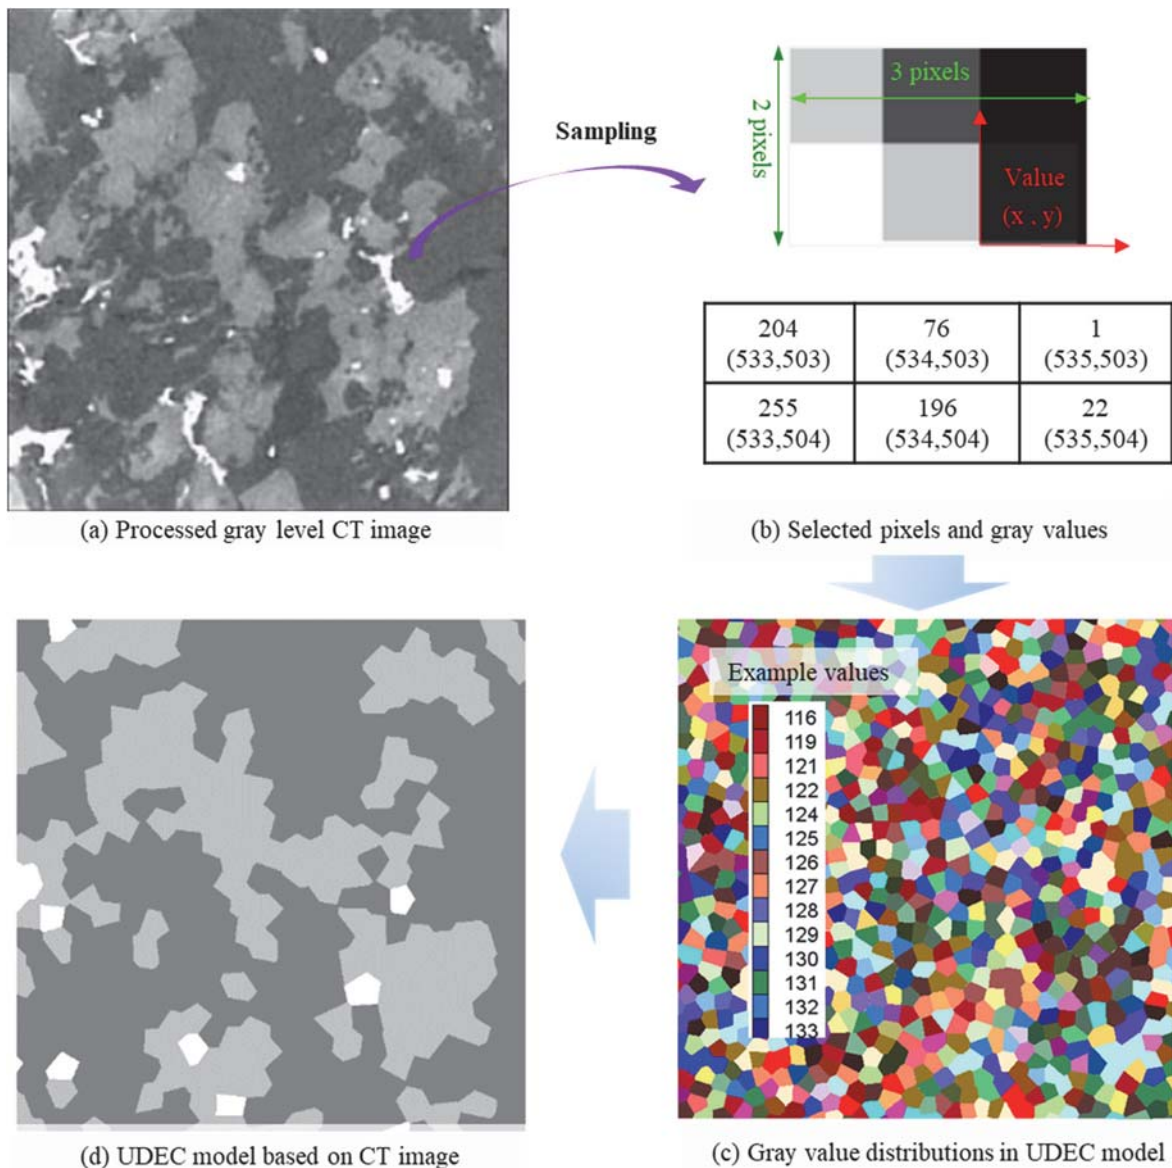 Sampling
3 pixels
2 pixels
Value
(x , y)
204 76 1
(533,503) (534,503) (535,503)
255 196 22
(533,504) (534,504) (535,504)
(a) Processed gray level CT image
(b) Selected pixels and gray values
Example values
116
119
121
122
124
125
126
127
128
129
130
131
132
133
(d) UDEC model based on CT image
(c) Gray value distributions in UDEC model